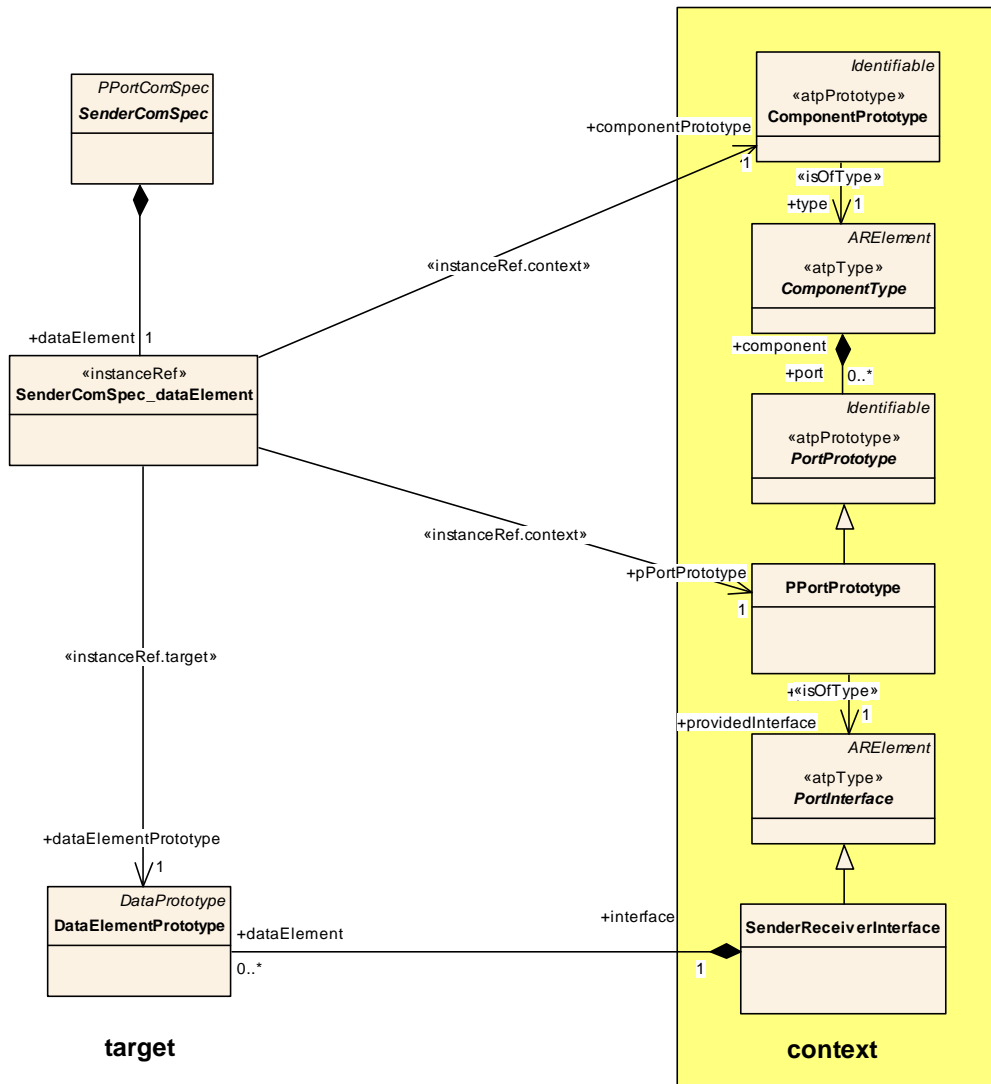 Identifiable
«atpPrototype»
ComponentPrototype
PPortComSpec
SenderComSpec
+componentPrototype
1
«isOfType»
+type 1
ARElement
«atpType»
ComponentType
«instanceRef.context»
+dataElement 1
+component
+port 0..*
«instanceRef»
SenderComSpec_dataElement
Identifiable
«atpPrototype»
PortPrototype
«instanceRef.context»
+pPortPrototype
1
PPortPrototype
«instanceRef.target»
+«isOfType»
1
+providedInterface
ARElement
«atpType»
PortInterface
+dataElementPrototype
1
DataPrototype
DataElementPrototype
+dataElement
0..*
+interface
1
SenderReceiverInterface
target
context